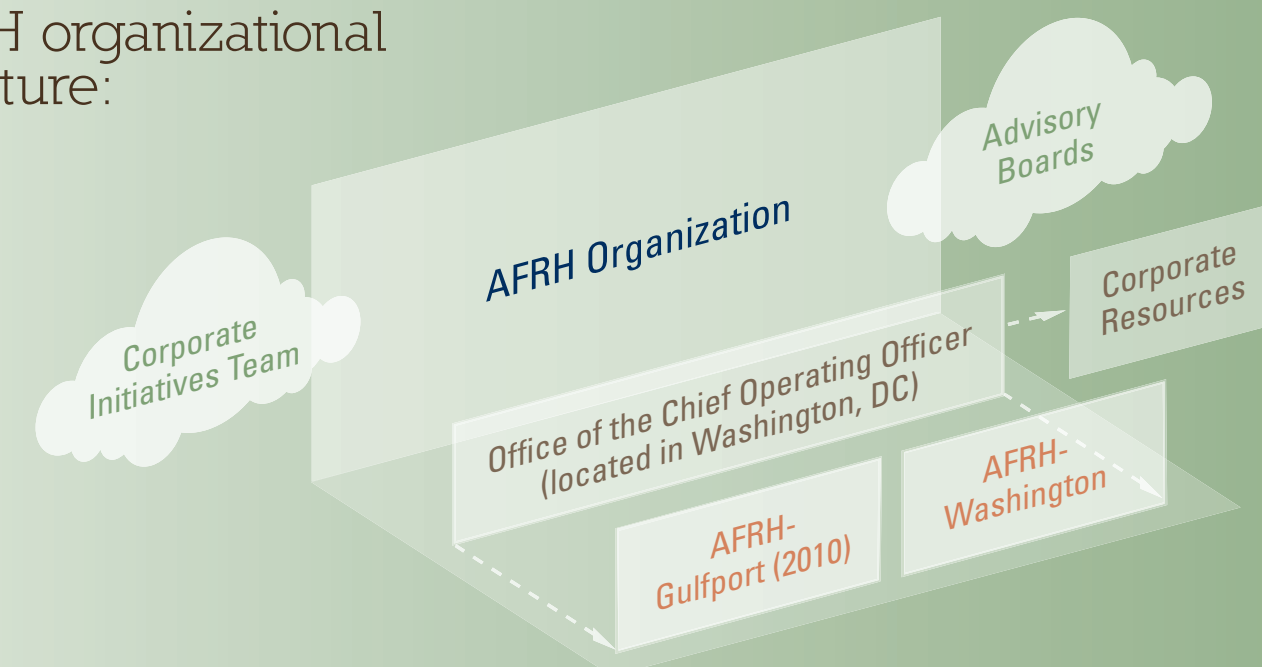 H organizational
ture:
Advisory
Boards
AFRH Organization
Corporate
Resources
Corporate
Initiatives Team
Office of the Chief Operating Officer
(located in Washington, DC)
AFRH-
Washington
AFRH-
Gulfport (2010)